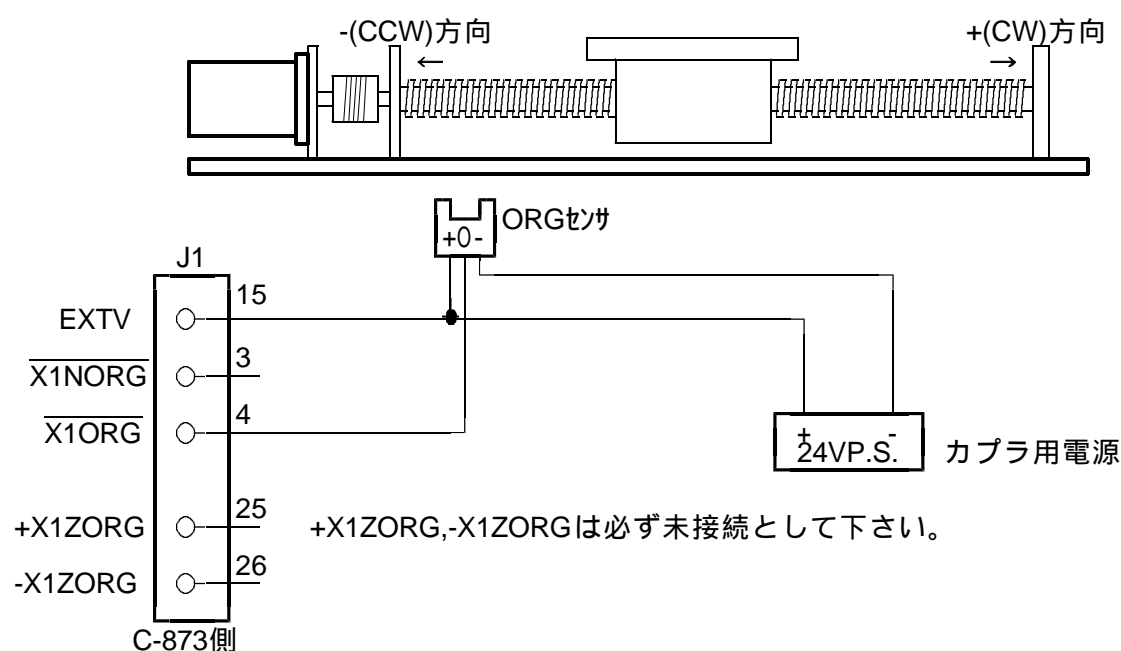 -(CCW)方向
+(CW)方向
←
→
ORGｾﾝｻ
+0-
J1
EXTV
15
X1NORG
3
X1ORG
4
+ -
24VP.S.
カプラ用電源
+X1ZORG
25
+X1ZORG,-X1ZORGは必ず未接続として下さい。
-X1ZORG
26
C-873側